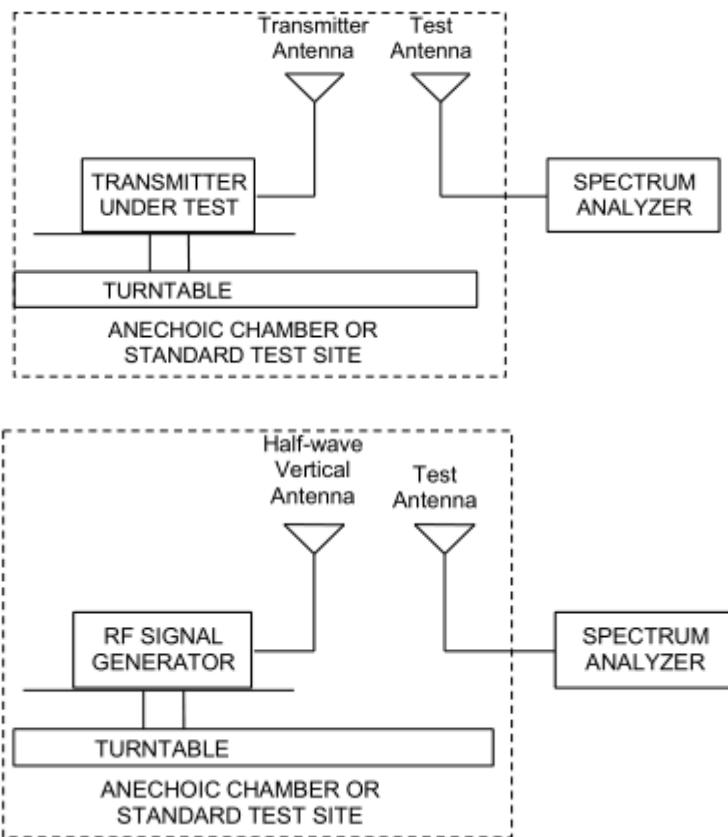 Transmitter
Antenna
Test
Antenna
TRANSMITTER
UNDER TEST
SPECTRUM
ANALYZER
TURNTABLE
ANECHOIC CHAMBER OR
STANDARD TEST SITE
Half-wave
Vertical
Antenna
Test
Antenna
RF SIGNAL
GENERATOR
SPECTRUM
ANALYZER
TURNTABLE
ANECHOIC CHAMBER OR
STANDARD TEST SITE